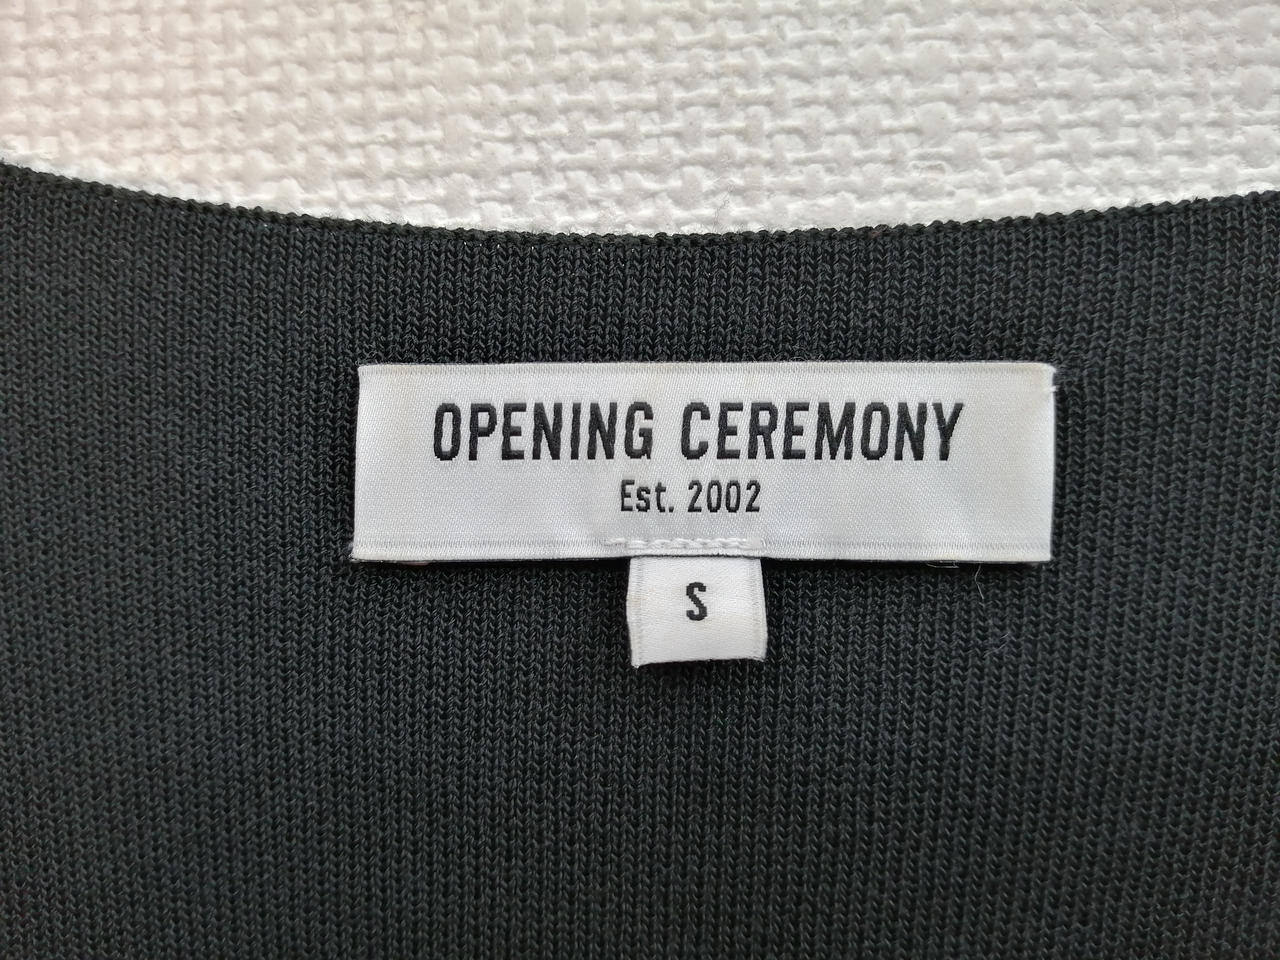 OPENING CEREMONY
Est. 2002
S